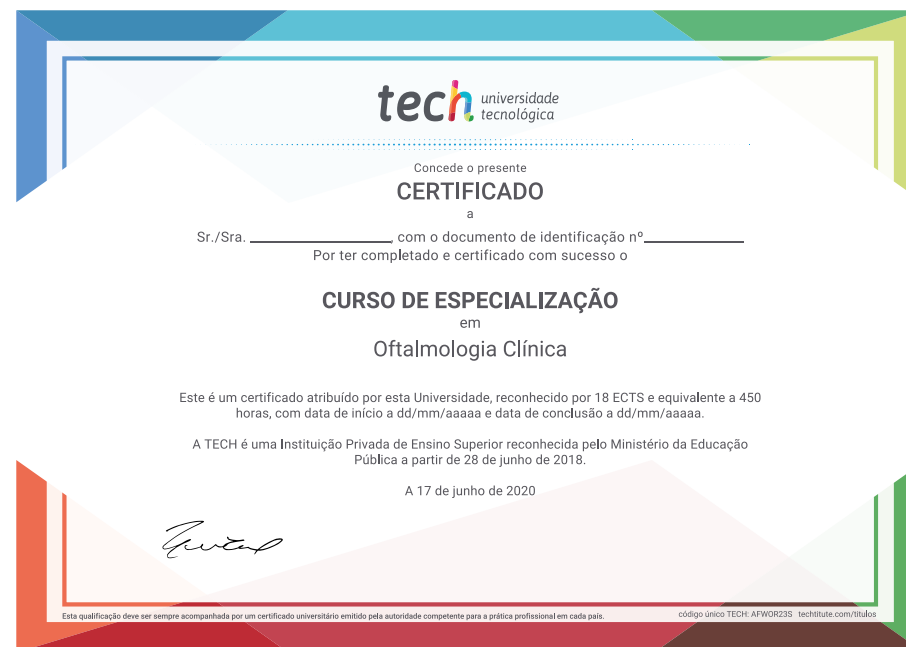 tech universidade
tecnológica
Concede o presente
CERTIFICADO
a
Sr./Sra. ____________, com o documento de identificação nº____________
Por ter completado e certificado com sucesso o
CURSO DE ESPECIALIZAÇÃO
em
Oftalmologia Clínica
Este é um certificado atribuído por esta Universidade, reconhecido por 18 ECTS e equivalente a 450
horas, com data de início a dd/mm/aaaaa e data de conclusão a dd/mm/aaaaa.
A TECH é uma Instituição Privada de Ensino Superior reconhecida pelo Ministério da Educação
Pública a partir de 28 de junho de 2018.
A 17 de junho de 2020
Esta qualificação deve ser sempre acompanhada por um certificado universitário emitido pela autoridade competente para a prática profissional em cada país.
código único TECH: AFWOR23S techtitute.com/titulos